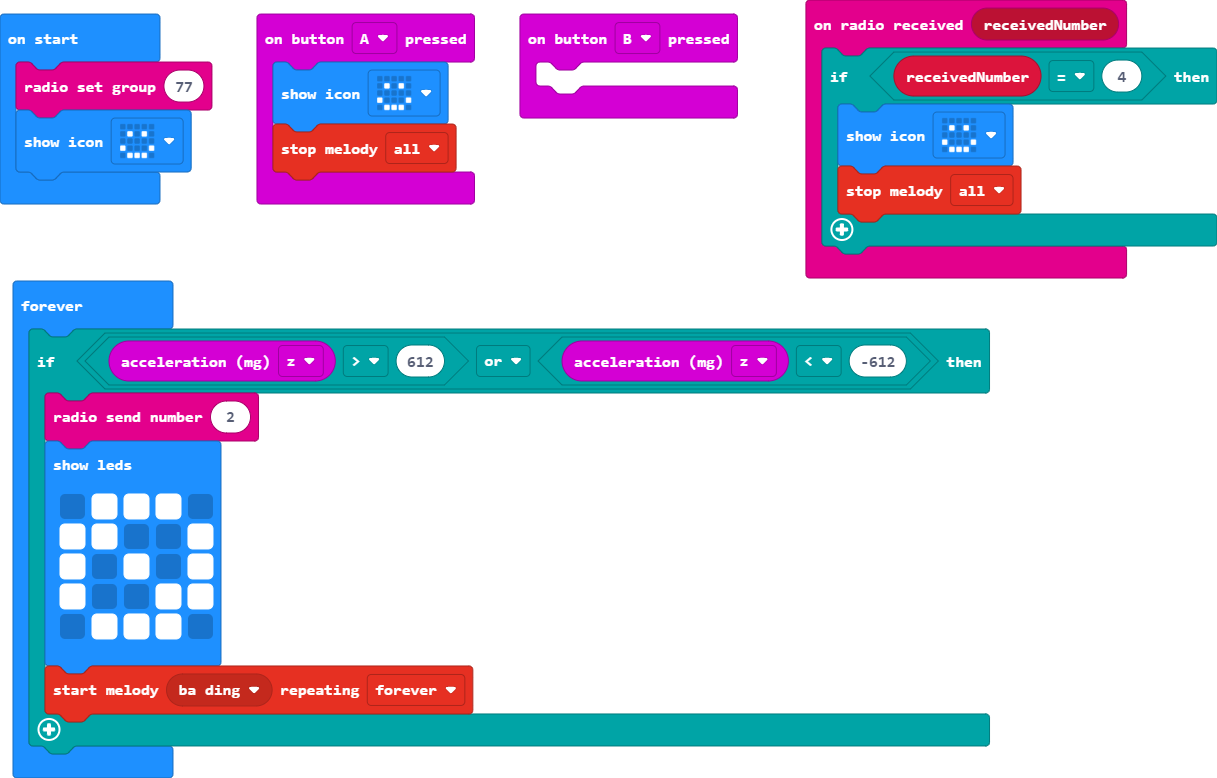 on start
radio set group 77
show icon
on button A pressed
show icon
stop melody all
on button B pressed
on radio received receivedNumber
if receivedNumber = 4 then
show icon
stop melody all
forever
if acceleration (mg) z > 612 or acceleration (mg) z < -612 then
radio send number 2
show leds
start melody ba ding repeating forever